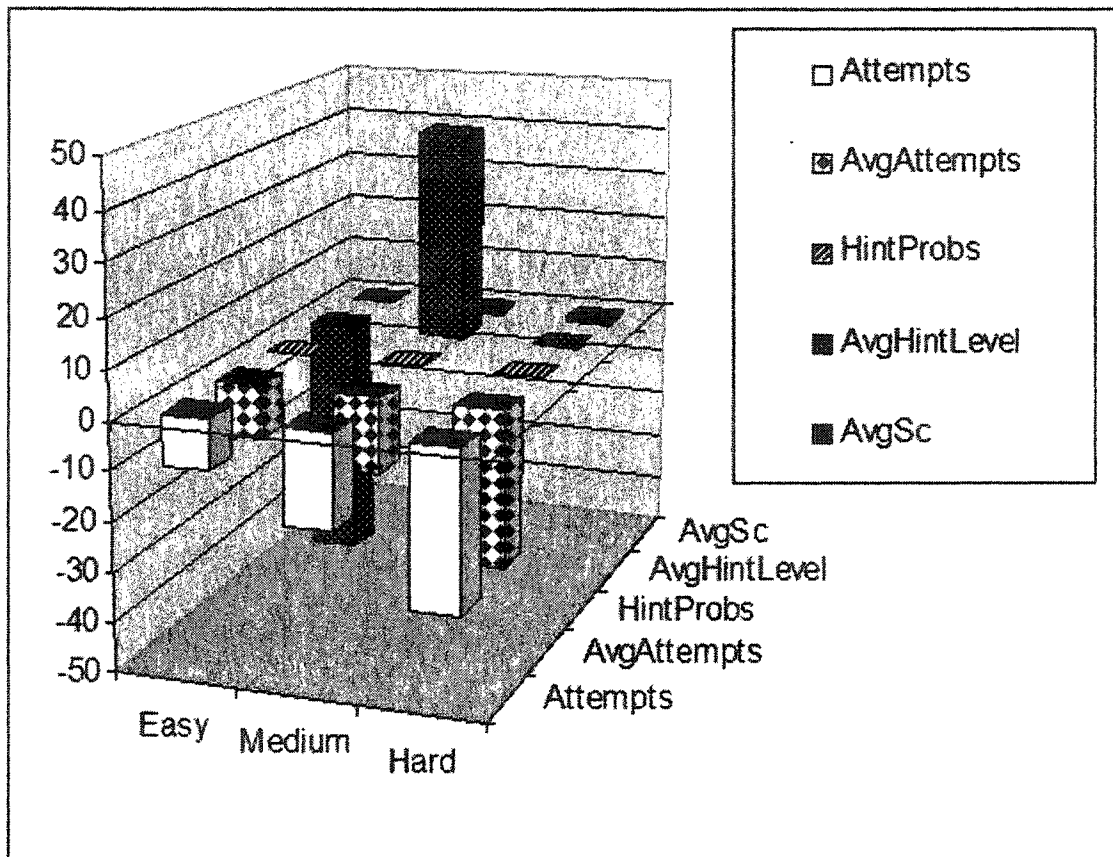 50
40
30
20
10
0
-10
-20
-30
-40
-50
Easy
Medium
Hard
AvgSc
AvgHintLevel
HintProbs
AvgAttempts
Attempts
Attempts
AvgAttempts
HintProbs
AvgHintLevel
AvgSc